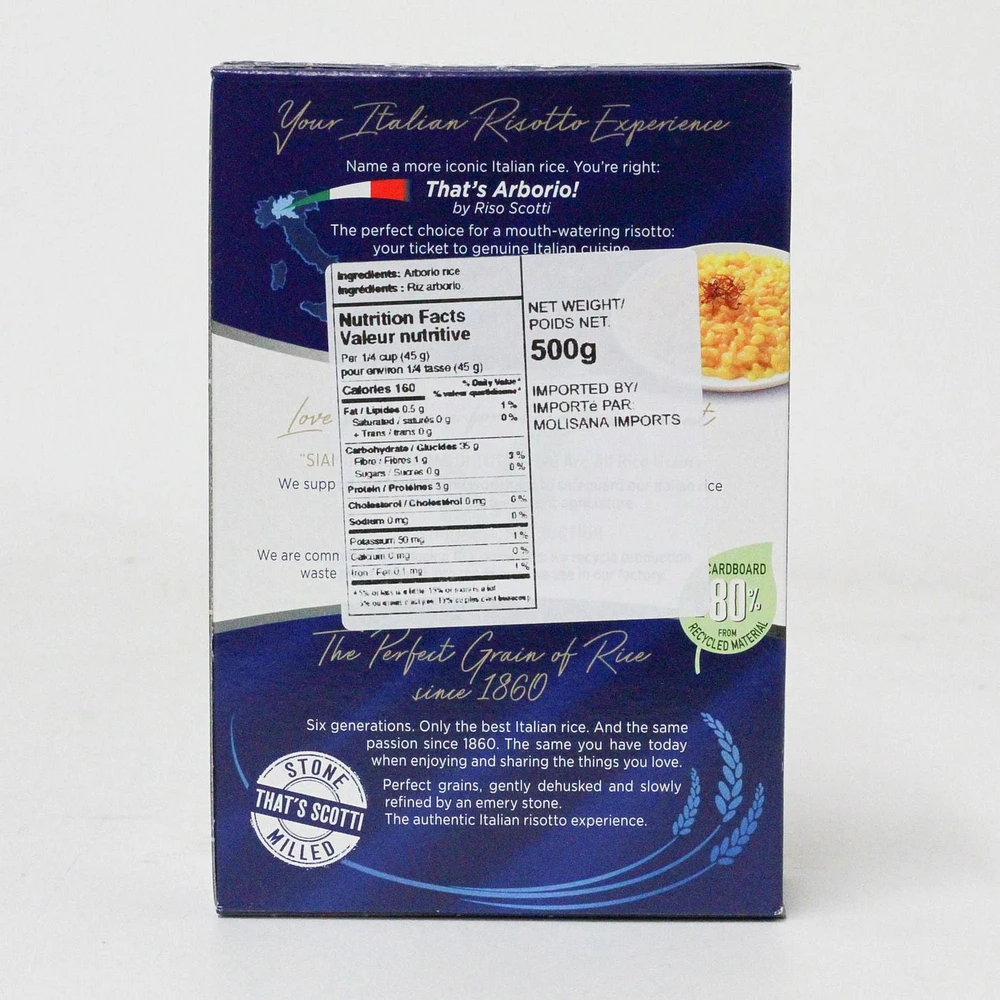 Your Italian Risotto Experience
Name a more iconic Italian rice. You're right:
That's Arborio!
by Riso Scotti
The perfect choice for a mouth-watering risotto:
your ticket to genuine Italian cuisine
Ingredients: Arborio rice
Ingrédients : Riz arborio.
Nutrition Facts
Valeur nutritive
Per 1/4 cup (45 g)
pour environ 1/4 tasse (45 g)
Calories 160
% Daily Value*
% valeur quotidienne*
Fat / Lipides 0.5 g 1 %
Saturated / saturés 0 g 0 %
+ Trans / trans 0 g
Carbohydrate / Glucides 35 g
Fibre / Fibres 1 g 3 %
Sugars / Sucres 0 g 0 %
Protein / Protéines 3 g
Cholesterol / Cholestérol 0 mg 0 %
Sodium 0 mg 0 %
Potassium 50 mg 1 %
Calcium 0 mg 0 %
Iron / Fer 0.1 mg 1 %
NET WEIGHT/
POIDS NET.
500g
IMPORTED BY/
IMPORTé PAR:
MOLISANA IMPORTS
Love
"SIAI
We supp
ice
We are comm
waste
CARDBOARD
80%
FROM
RECYCLED MATERIAL
The Perfect Grain of Rice
since 1860
Six generations. Only the best Italian rice. And the same
passion since 1860. The same you have today
when enjoying and sharing the things you love.
Perfect grains, gently dehusked and slowly
refined by an emery stone.
The authentic Italian risotto experience.
STONE
THAT'S SCOTTI
MILLED